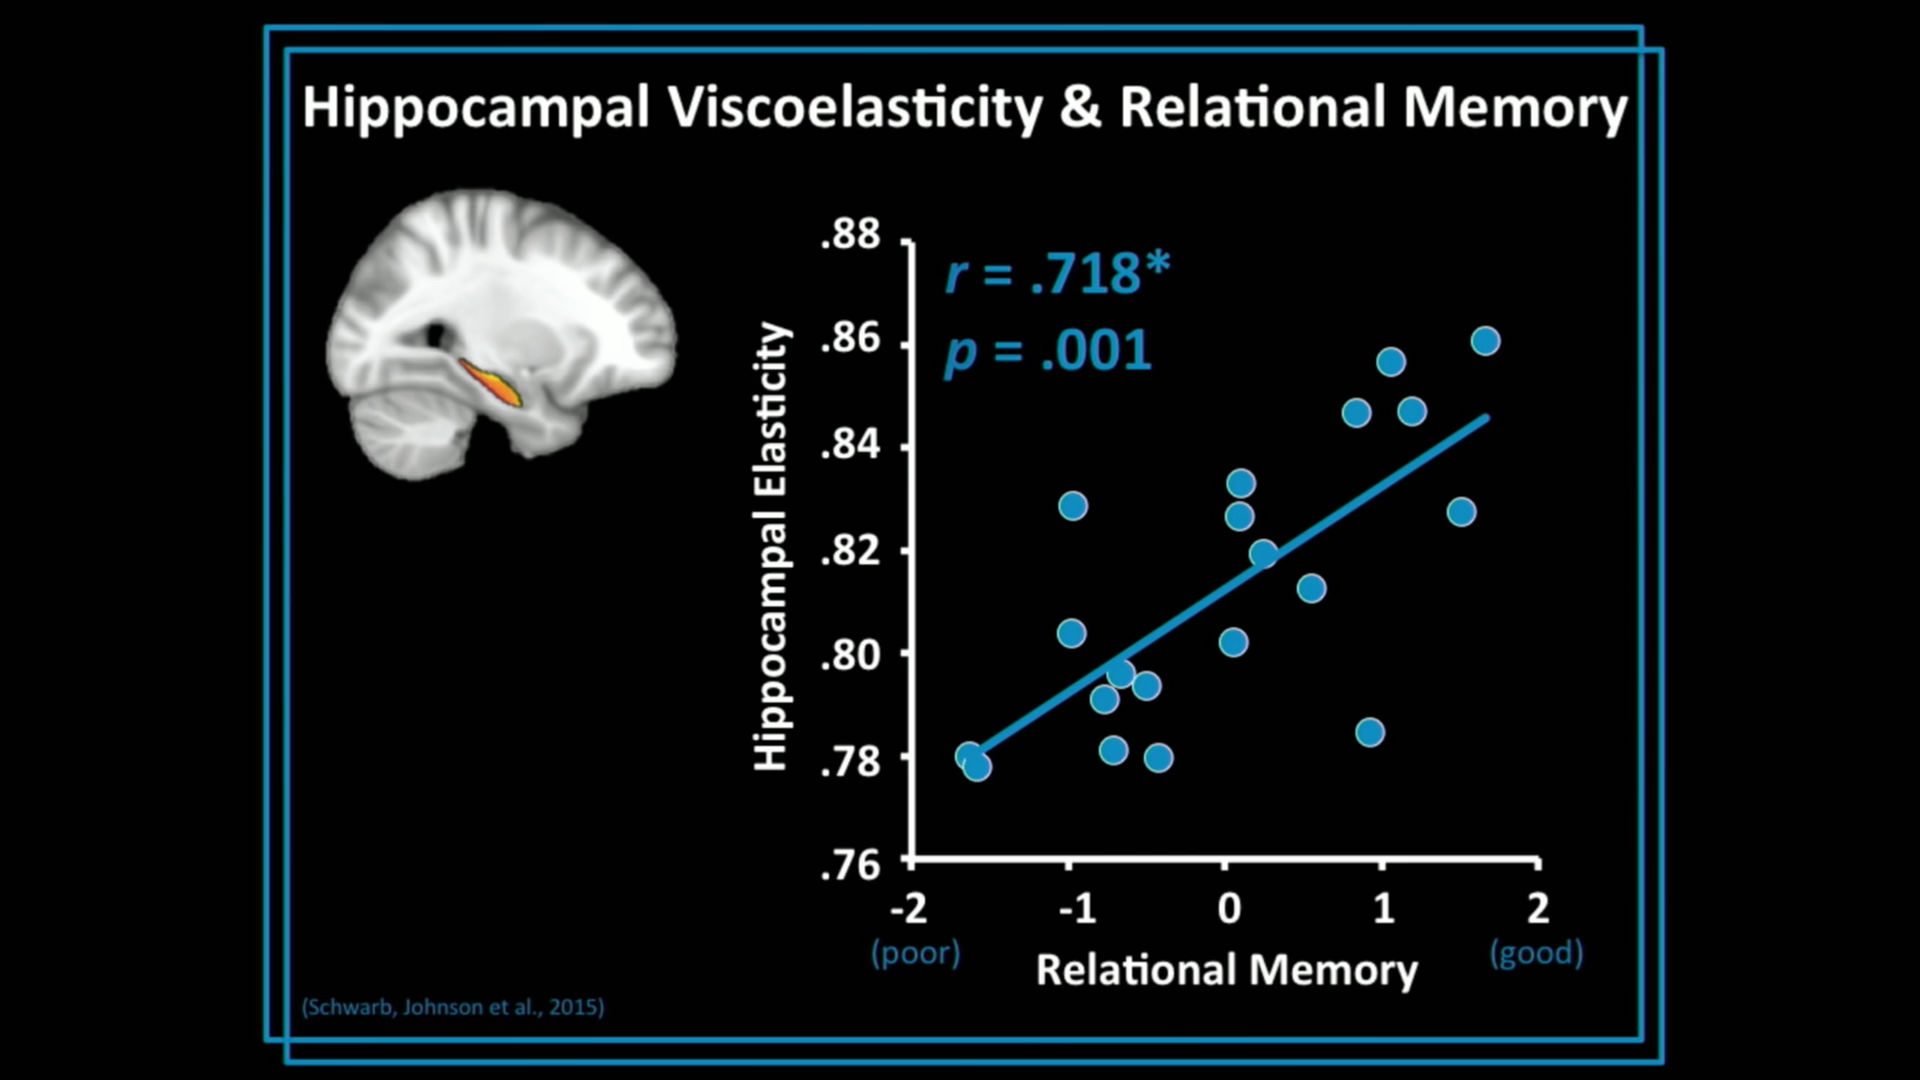 Hippocampal Viscoelasticity & Relational Memory
.88
r = .718*
.86
p = .001
.84
Hippocampal Elasticity
.82
.80
.78
.76
-2
-1
0
1
2
(poor)
Relational Memory
(good)
(Schwarb, Johnson et al., 2015)